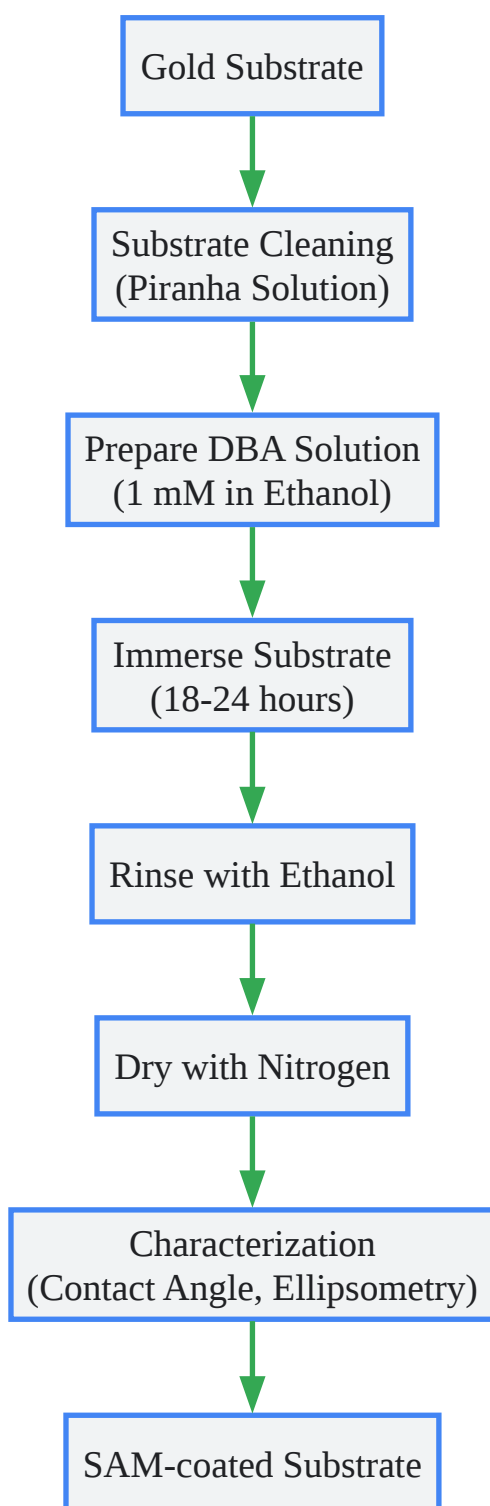 Gold Substrate
Substrate Cleaning
(Piranha Solution)
Prepare DBA Solution
(1 mM in Ethanol)
Immerse Substrate
(18-24 hours)
Rinse with Ethanol
Dry with Nitrogen
Characterization
(Contact Angle, Ellipsometry)
SAM-coated Substrate